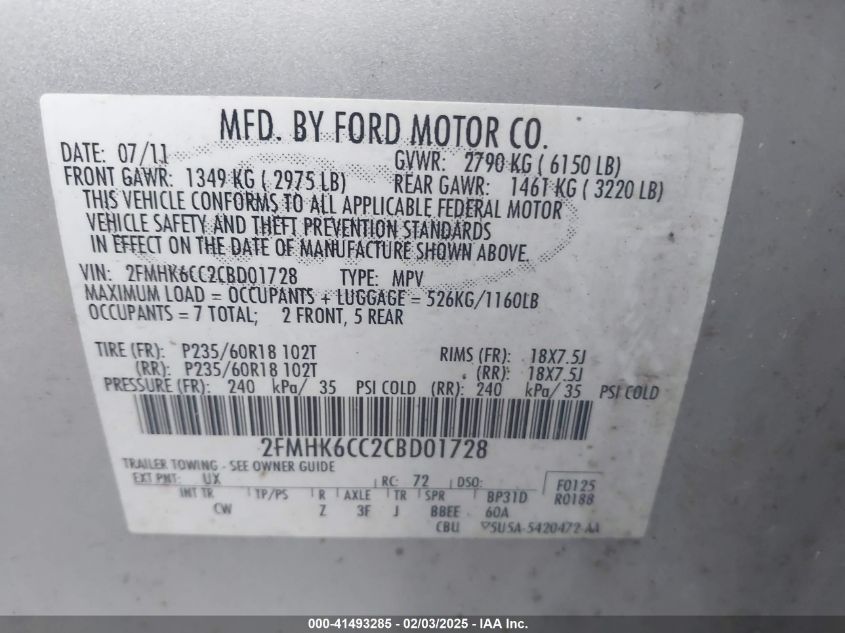 MFD. BY FORD MOTOR CO.
DATE: 07/11 GVWR: 2790 KG ( 6150 LB)
FRONT GAWR: 1349 KG ( 2975 LB) REAR GAWR: 1461 KG ( 3220 LB)
THIS VEHICLE CONFORMS TO ALL APPLICABLE FEDERAL MOTOR
VEHICLE SAFETY AND THEFT PREVENTION STANDARDS
IN EFFECT ON THE DATE OF MANUFACTURE SHOWN ABOVE.
VIN: 2FMHK6CC2CBD01728 TYPE: MPV
MAXIMUM LOAD = OCCUPANTS + LUGGAGE = 526KG/1160LB
OCCUPANTS = 7 TOTAL; 2 FRONT, 5 REAR
TIRE (FR): P235/60R18 102T RIMS (FR): 18X7.5J
(RR): P235/60R18 102T (RR): 18X7.5J
PRESSURE (FR): 240 kPa/ 35 PSI COLD (RR): 240 kPa/ 35 PSI COLD
2FMHK6CC2CBD01728
TRAILER TOWING - SEE OWNER GUIDE
EXT PNT: UX RC: 72 DSO: F0125
INT TR TP/PS R AXLE TR SPR BP31D R0188
CW Z 3F J BBEE 60A
CBU 5U5A-5420472-AA
000-41493285 - 02/03/2025 - IAA Inc.